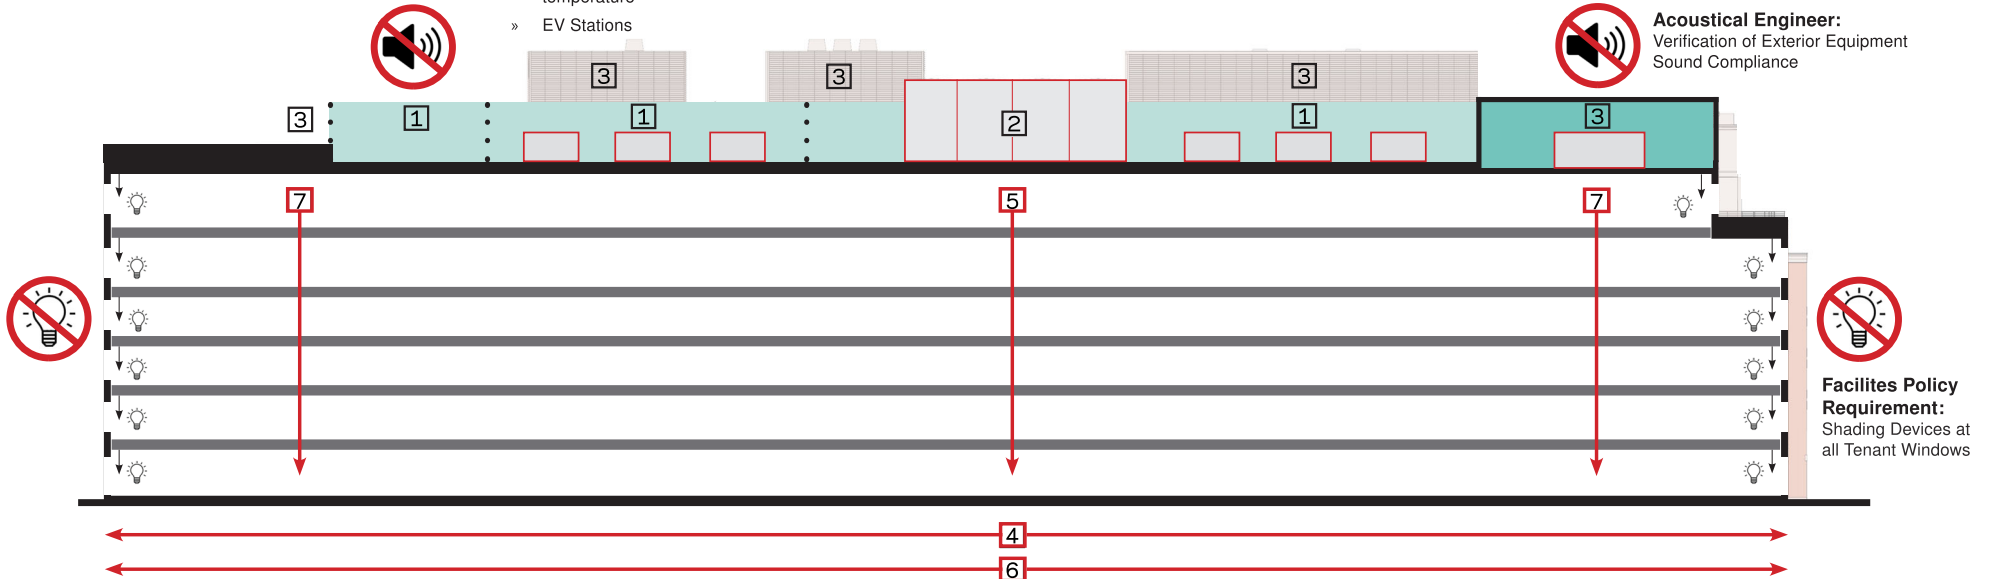 temperature
» EV Stations
Acoustical Engineer:
Verification of Exterior Equipment
Sound Compliance
3
3
3
3
1
1
2
1
3
7
5
7
Facilites Policy
Requirement:
Shading Devices at
all Tenant Windows
4
6